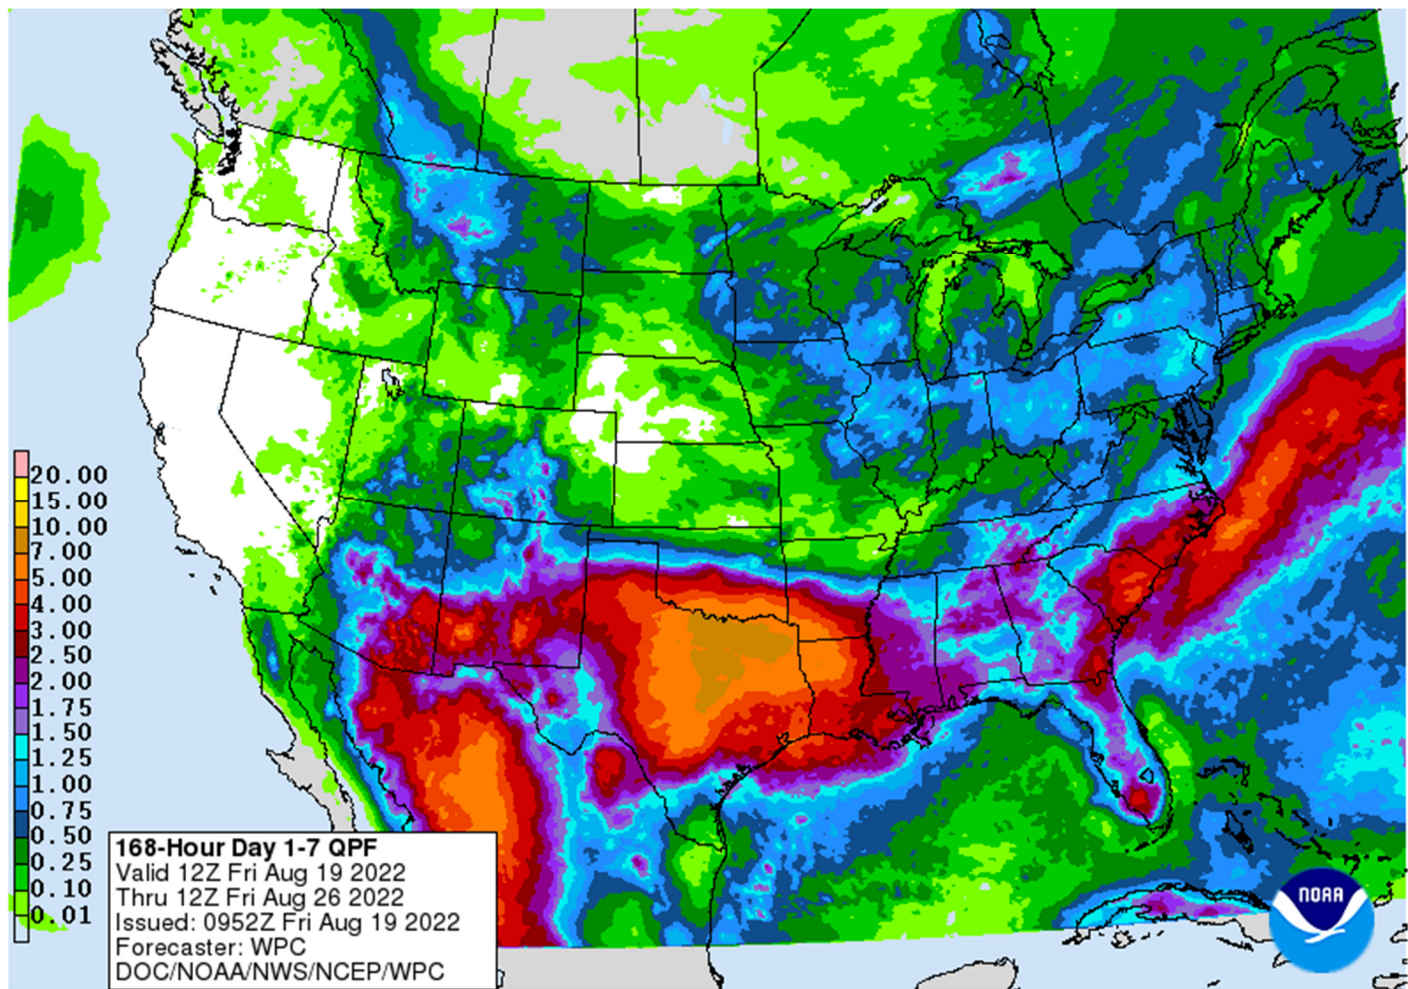 20.00
15.00
10.00
7.00
5.00
4.00
3.00
2.50
2.00
1.75
1.50
1.25
1.00
0.75
0.50
0.25
0.10
0.01
168-Hour Day 1-7 QPF
Valid 12Z Fri Aug 19 2022
Thru 12Z Fri Aug 26 2022
Issued: 0952Z Fri Aug 19 2022
Forecaster: WPC
DOC/NOAA/NWS/NCEP/WPC
NOAA